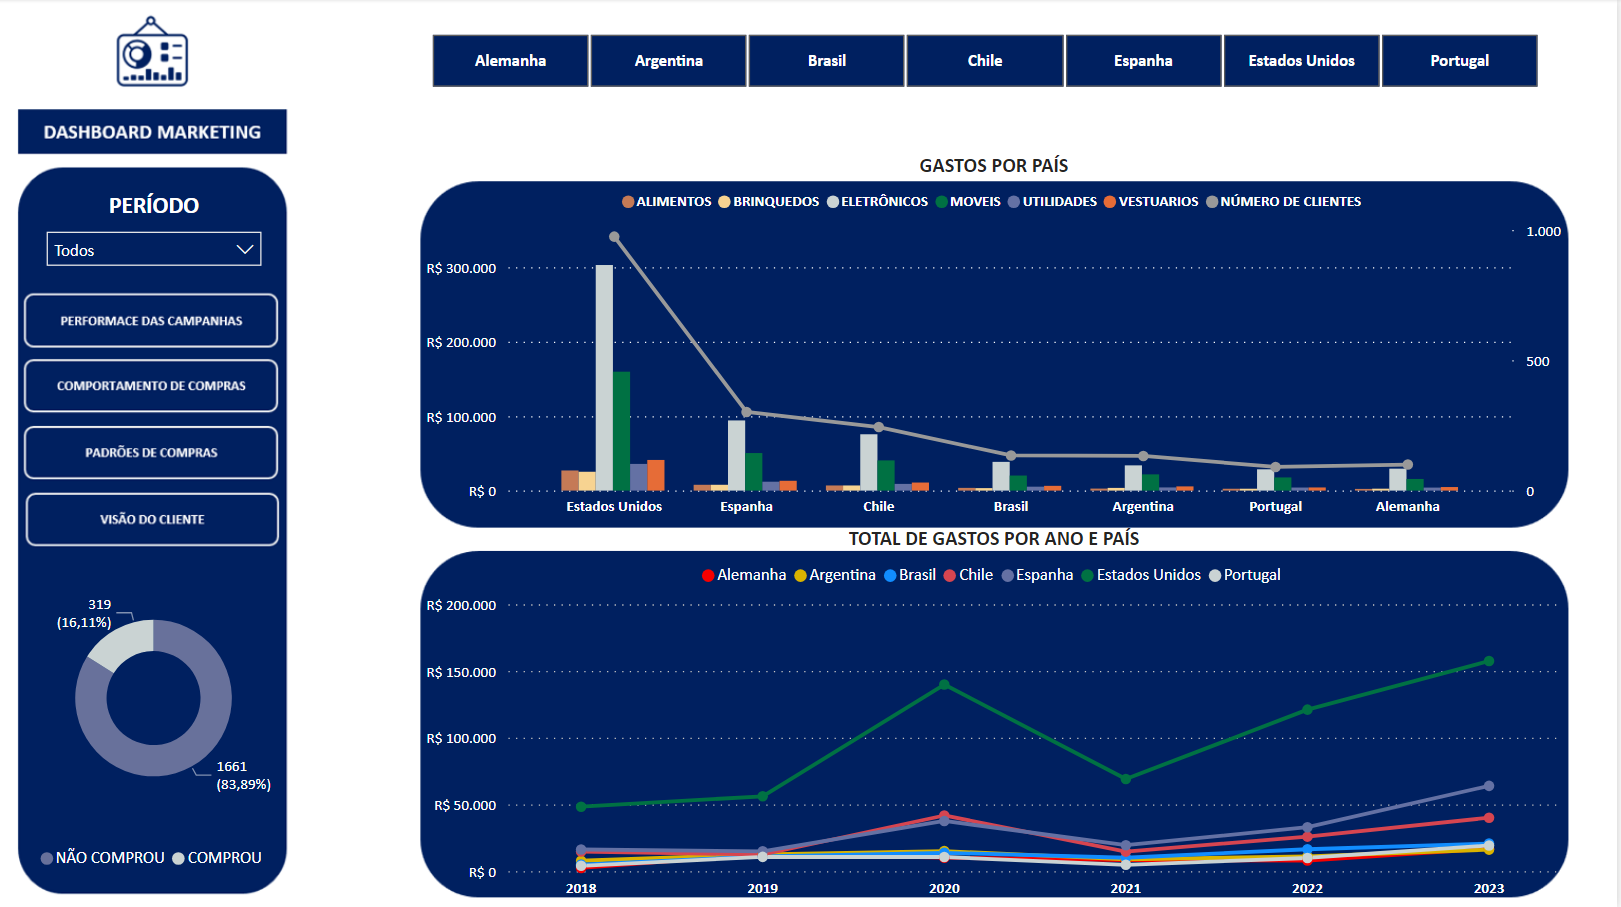 Alemanha
Argentina
Brasil
Chile
Espanha
Estados Unidos
Portugal
DASHBOARD MARKETING
PERÍODO
Todos
PERFORMACE DAS CAMPANHAS
COMPORTAMENTO DE COMPRAS
PADRÕES DE COMPRAS
VISÃO DO CLIENTE
319
(16,11%)
1661
(83,89%)
NÃO COMPROU COMPROU
GASTOS POR PAÍS
ALIMENTOS BRINQUEDOS ELETRÔNICOS MOVEIS UTILIDADES VESTUARIOS NÚMERO DE CLIENTES
R$ 300.000
R$ 200.000
R$ 100.000
R$ 0
1.000
500
0
Estados Unidos Espanha Chile Brasil Argentina Portugal Alemanha
TOTAL DE GASTOS POR ANO E PAÍS
Alemanha Argentina Brasil Chile Espanha Estados Unidos Portugal
R$ 200.000
R$ 150.000
R$ 100.000
R$ 50.000
R$ 0
2018 2019 2020 2021 2022 2023